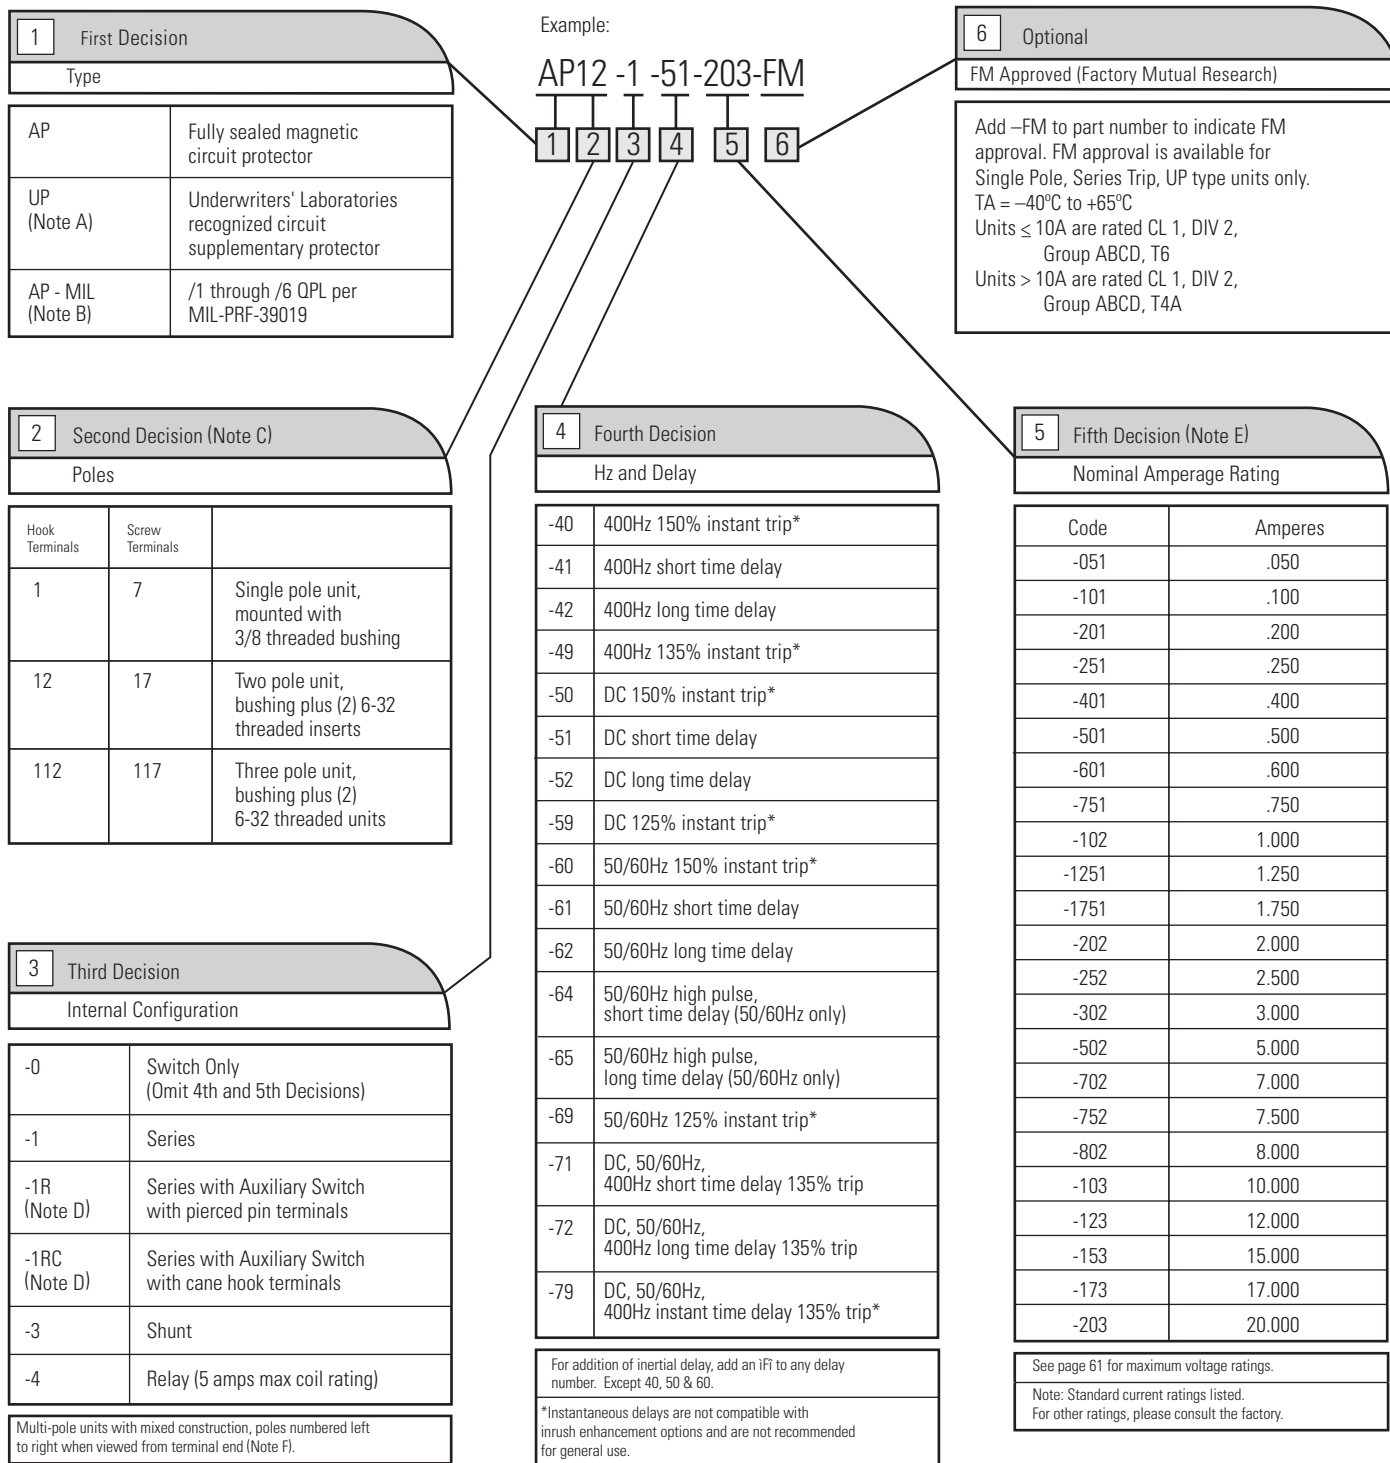 1 First Decision
Type
AP Fully sealed magnetic
circuit protector
UP Underwriters' Laboratories
(Note A) recognized circuit
supplementary protector
AP - MIL /1 through /6 QPL per
(Note B) MIL-PRF-39019
Example:
AP12 -1 -51-203-FM
1 2 3 4 5 6
6 Optional
FM Approved (Factory Mutual Research)
Add –FM to part number to indicate FM
approval. FM approval is available for
Single Pole, Series Trip, UP type units only.
TA = –40ºC to +65ºC
Units ≤ 10A are rated CL 1, DIV 2,
Group ABCD, T6
Units > 10A are rated CL 1, DIV 2,
Group ABCD, T4A
2 Second Decision (Note C)
Poles
Hook Screw
Terminals Terminals
1 7 Single pole unit,
mounted with
3/8 threaded bushing
12 17 Two pole unit,
bushing plus (2) 6-32
threaded inserts
112 117 Three pole unit,
bushing plus (2)
6-32 threaded units
3 Third Decision
Internal Configuration
-0 Switch Only
(Omit 4th and 5th Decisions)
-1 Series
-1R Series with Auxiliary Switch
(Note D) with pierced pin terminals
-1RC Series with Auxiliary Switch
(Note D) with cane hook terminals
-3 Shunt
-4 Relay (5 amps max coil rating)
Multi-pole units with mixed construction, poles numbered left
to right when viewed from terminal end (Note F).
4 Fourth Decision
Hz and Delay
-40 400Hz 150% instant trip*
-41 400Hz short time delay
-42 400Hz long time delay
-49 400Hz 135% instant trip*
-50 DC 150% instant trip*
-51 DC short time delay
-52 DC long time delay
-59 DC 125% instant trip*
-60 50/60Hz 150% instant trip*
-61 50/60Hz short time delay
-62 50/60Hz long time delay
-64 50/60Hz high pulse,
short time delay (50/60Hz only)
-65 50/60Hz high pulse,
long time delay (50/60Hz only)
-69 50/60Hz 125% instant trip*
-71 DC, 50/60Hz,
400Hz short time delay 135% trip
-72 DC, 50/60Hz,
400Hz long time delay 135% trip
-79 DC, 50/60Hz,
400Hz instant time delay 135% trip*
For addition of inertial delay, add an ìFî to any delay
number. Except 40, 50 & 60.
*Instantaneous delays are not compatible with
inrush enhancement options and are not recommended
for general use.
5 Fifth Decision (Note E)
Nominal Amperage Rating
Code Amperes
-051 .050
-101 .100
-201 .200
-251 .250
-401 .400
-501 .500
-601 .600
-751 .750
-102 1.000
-1251 1.250
-1751 1.750
-202 2.000
-252 2.500
-302 3.000
-502 5.000
-702 7.000
-752 7.500
-802 8.000
-103 10.000
-123 12.000
-153 15.000
-173 17.000
-203 20.000
See page 61 for maximum voltage ratings.
Note: Standard current ratings listed.
For other ratings, please consult the factory.